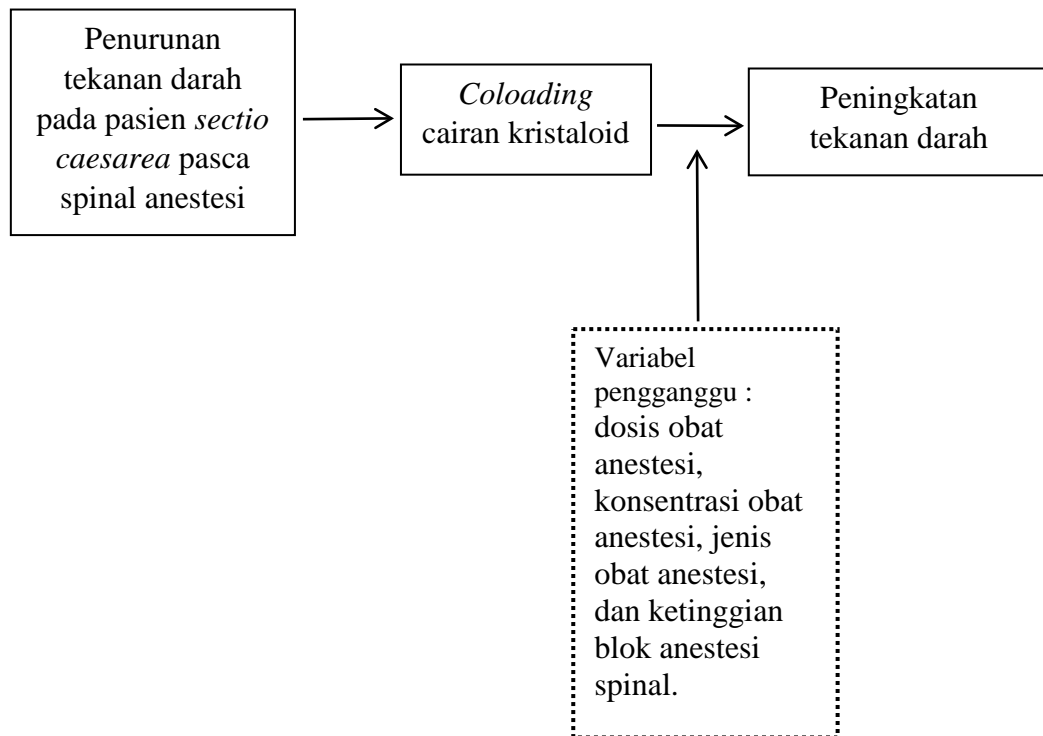 Penurunan
tekanan darah
pada pasien sectio
caesarea pasca
spinal anestesi
Coloading
cairan kristaloid
Peningkatan
tekanan darah
Variabel
pengganggu :
dosis obat
anestesi,
konsentrasi obat
anestesi, jenis
obat anestesi,
dan ketinggian
blok anestesi
spinal.